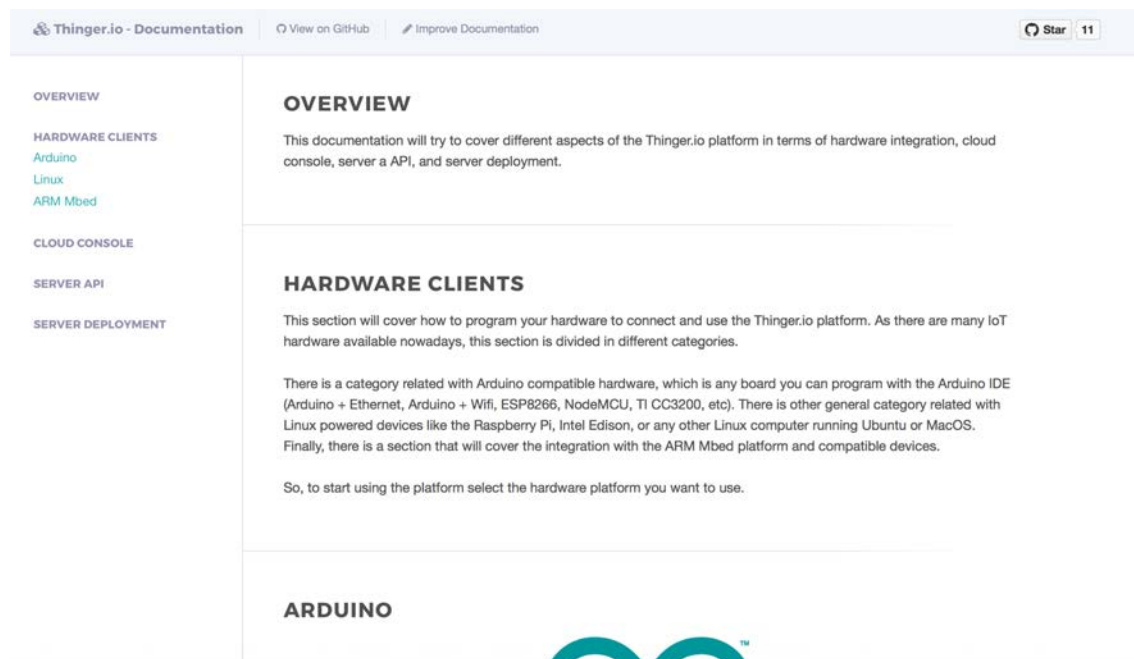 Thinger.io - Documentation
View on GitHub
Improve Documentation
Star 11
OVERVIEW
HARDWARE CLIENTS
Arduino
Linux
ARM Mbed
CLOUD CONSOLE
SERVER API
SERVER DEPLOYMENT
OVERVIEW
This documentation will try to cover different aspects of the Thinger.io platform in terms of hardware integration, cloud
console, server a API, and server deployment.
HARDWARE CLIENTS
This section will cover how to program your hardware to connect and use the Thinger.io platform. As there are many IoT
hardware available nowadays, this section is divided in different categories.
There is a category related with Arduino compatible hardware, which is any board you can program with the Arduino IDE
(Arduino + Ethernet, Arduino + Wifi, ESP8266, NodeMCU, TI CC3200, etc). There is other general category related with
Linux powered devices like the Raspberry Pi, Intel Edison, or any other Linux computer running Ubuntu or MacOS.
Finally, there is a section that will cover the integration with the ARM Mbed platform and compatible devices.
So, to start using the platform select the hardware platform you want to use.
ARDUINO
TM